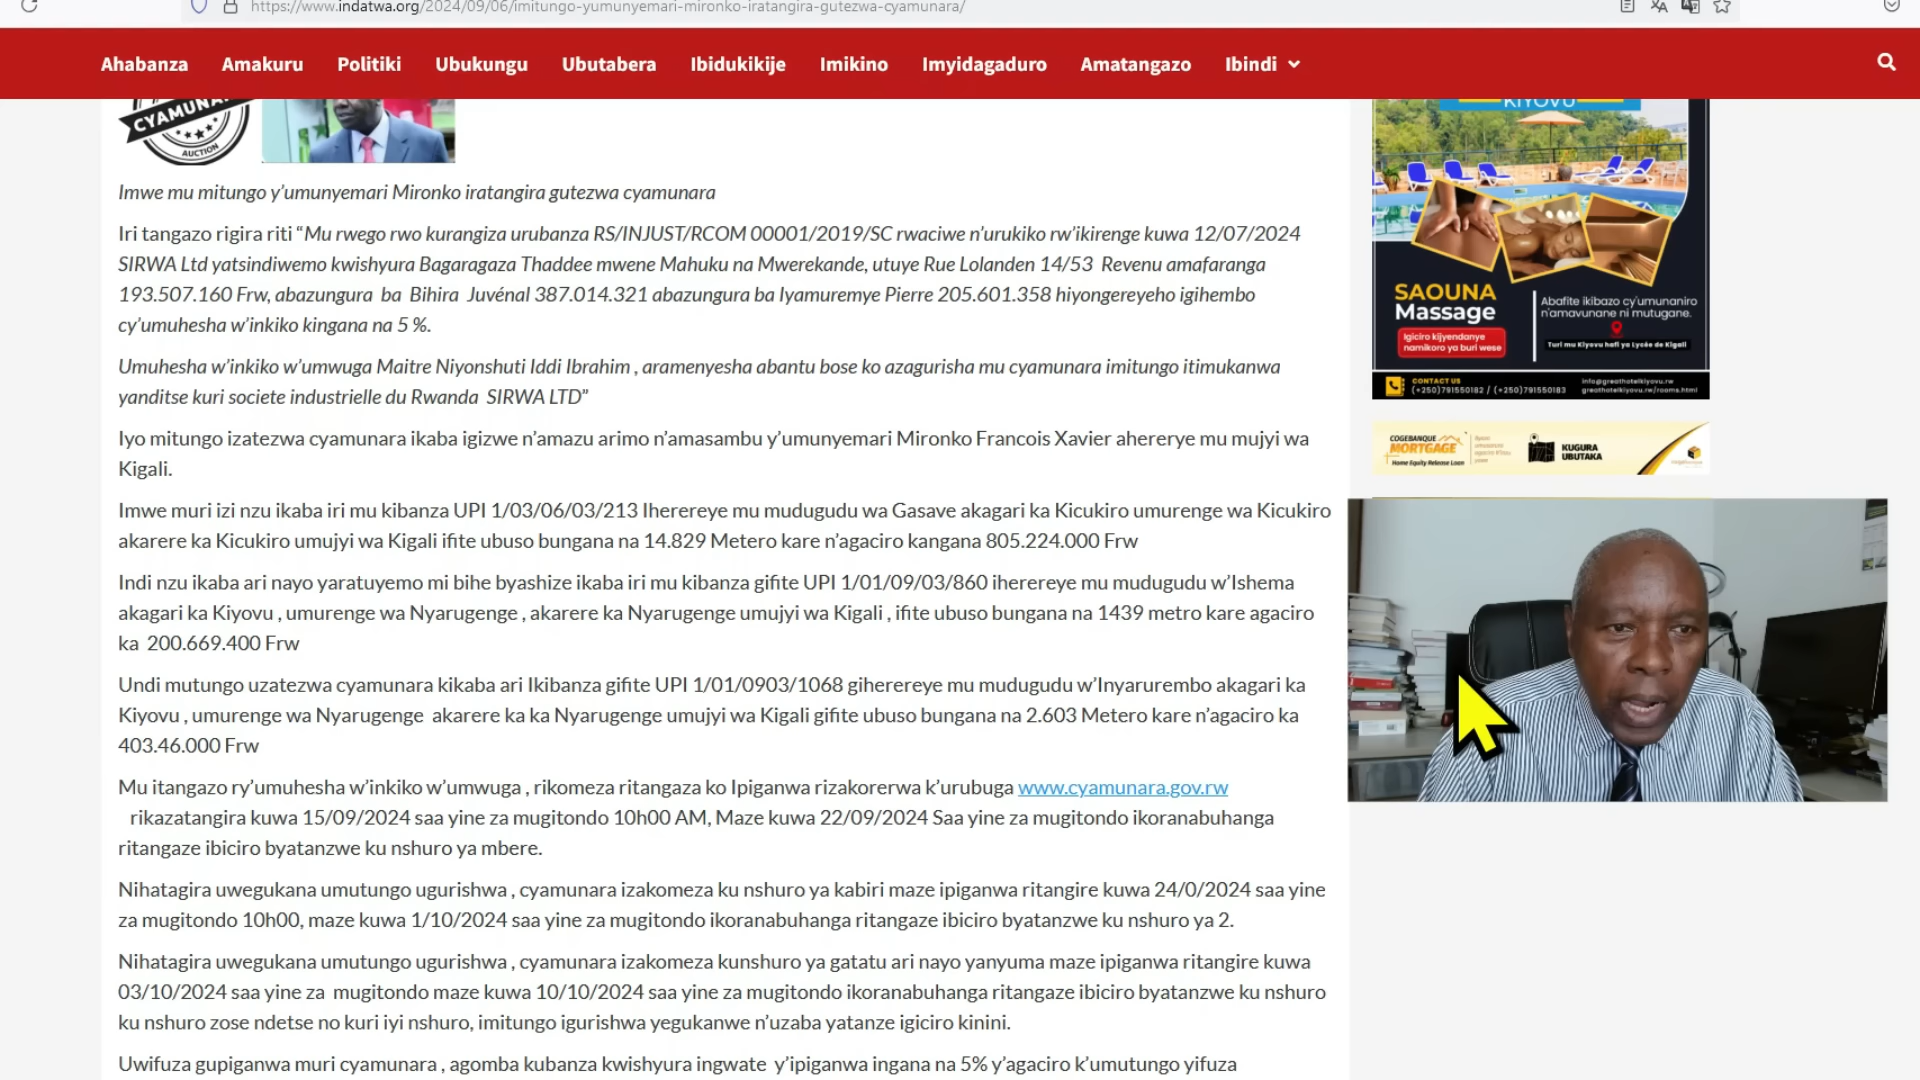 https://www.indatwa.org/2024/09/06/imitungo-yumunyemari-mironko-iratangira-gutezwa-cyamunara/
Ahabanza Amakuru Politiki Ubukungu Ubutabera Ibidukikije Imikino Imyidagaduro Amatangazo Ibindi
AUCTION
Imwe mu mitungo y’umunyemari Mironko iratangira gutezwa cyamunara
Iri tangazo rigira riti “Mu rwego rwo kurangiza urubanza RS/INJUST/RCOM 00001/2019/SC rwaciwe n’urukiko rw’ikirenge kuwa 12/07/2024
SIRWA Ltd yatsindiwemo kwishyura Bagaragaza Thaddee mwene Mahuku na Mwerekande, utuye Rue Lolanden 14/53 Revenu amafaranga
193.507.160 Frw, abazungura ba Bihira Juvénal 387.014.321 abazungura ba Iyamuremye Pierre 205.601.358 hiyongereyeho igihembo
cy’umuhesha w’inkiko kingana na 5 %.
Umuhesha w’inkiko w’umwuga Maitre Niyonshuti Iddi Ibrahim , aramenyesha abantu bose ko azagurisha mu cyamunara imitungo itimukanwa
yanditse kuri societe industrielle du Rwanda SIRWA LTD”
Iyo mitungo izatezwa cyamunara ikaba igizwe n’amazu arimo n’amasambu y’umunyemari Mironko Francois Xavier ahererye mu mujyi wa
Kigali.
Imwe muri izi nzu ikaba iri mu kibanza UPI 1/03/06/03/213 Iherereye mu mudugudu wa Gasave akagari ka Kicukiro umurenge wa Kicukiro
akarere ka Kicukiro umujyi wa Kigali ifite ubuso bungana na 14.829 Metero kare n’agaciro kangana 805.224.000 Frw
Indi nzu ikaba ari nayo yaratuyemo mi bihe byashize ikaba iri mu kibanza gifite UPI 1/01/09/03/860 iherereye mu mudugudu w’Ishema
akagari ka Kiyovu , umurenge wa Nyarugenge , akarere ka Nyarugenge umujyi wa Kigali , ifite ubuso bungana na 1439 metro kare agaciro
ka 200.669.400 Frw
Undi mutungo uzatezwa cyamunara kikaba ari Ikibanza gifite UPI 1/01/0903/1068 giherereye mu mudugudu w’Inyarurembo akagari ka
Kiyovu , umurenge wa Nyarugenge akarere ka ka Nyarugenge umujyi wa Kigali gifite ubuso bungana na 2.603 Metero kare n’agaciro ka
403.46.000 Frw
Mu itangazo ry’umuhesha w’inkiko w’umwuga , rikomeza ritangaza ko Ipiganwa rizakorerwa k’urubuga www.cyamunara.gov.rw
rikazatangira kuwa 15/09/2024 saa yine za mugitondo 10h00 AM, Maze kuwa 22/09/2024 Saa yine za mugitondo ikoranabuhanga
ritangaze ibiciro byatanzwe ku nshuro ya mbere.
Nihatagira uwegukana umutungo ugurishwa , cyamunara izakomeza ku nshuro ya kabiri maze ipiganwa ritangire kuwa 24/0/2024 saa yine
za mugitondo 10h00, maze kuwa 1/10/2024 saa yine za mugitondo ikoranabuhanga ritangaze ibiciro byatanzwe ku nshuro ya 2.
Nihatagira uwegukana umutungo ugurishwa , cyamunara izakomeza kunshuro ya gatatu ari nayo yanyuma maze ipiganwa ritangire kuwa
03/10/2024 saa yine za mugitondo maze kuwa 10/10/2024 saa yine za mugitondo ikoranabuhanga ritangaze ibiciro byatanzwe ku nshuro
ku nshuro zose ndetse no kuri iyi nshuro, imitungo igurishwa yegukanwe n’uzaba yatanze igiciro kinini.
Uwifuza gupiganwa muri cyamunara , agomba kubanza kwishyura ingwate y’ipiganwa ingana na 5% y’agaciro k’umutungo yifuza
KIYOVU
SAOUNA
Massage
Igiciro kijyendanye
namikoro ya buri wese
Abafite ikibazo cy'umunaniro
n'amavunane ni mutugane.
Turi mu Kiyovu hafi ya Lycée de Kigali
CONTACT US
(+250)791550182 / (+250)791550183
info@greathotelkiyovu.rw
greathotelkiyovu.rw/rooms.html
COGEBANQUE
MORTGAGE
Home Equity Release Loan
KUGURA
UBUTAKA